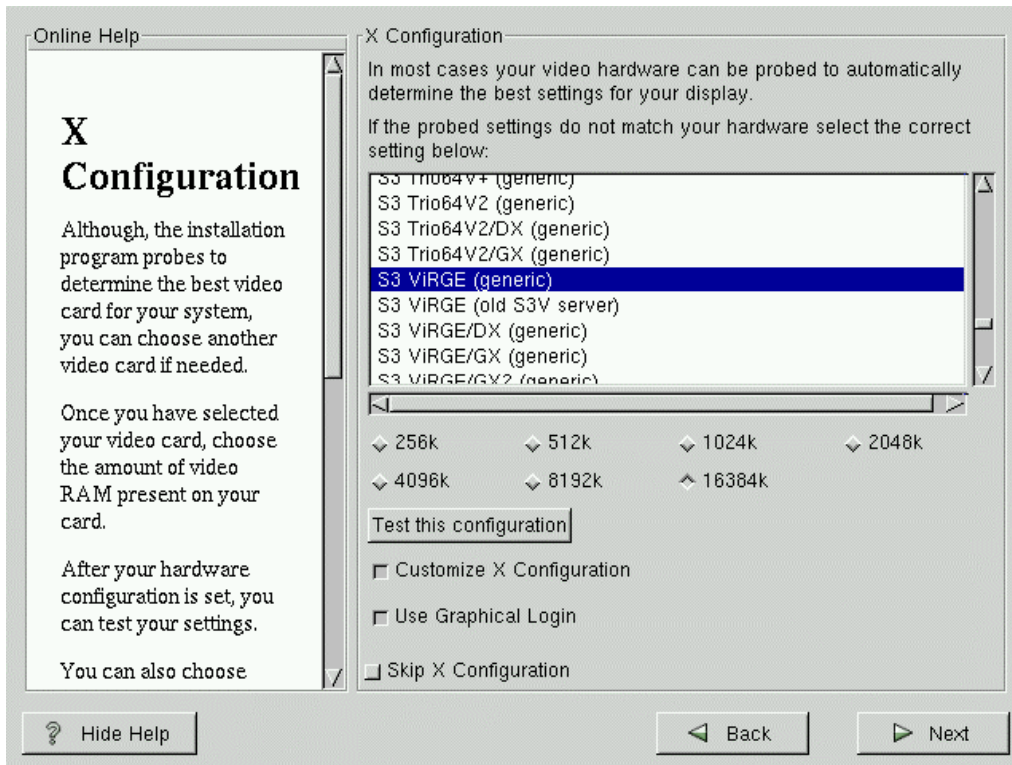 Online Help
X
Configuration
Although, the installation
program probes to
determine the best video
card for your system,
you can choose another
video card if needed.
Once you have selected
your video card, choose
the amount of video
RAM present on your
card.
After your hardware
configuration is set, you
can test your settings.
You can also choose
X Configuration
In most cases your video hardware can be probed to automatically
determine the best settings for your display.
If the probed settings do not match your hardware select the correct
setting below:
S3 Trio64V+ (generic)
S3 Trio64V2 (generic)
S3 Trio64V2/DX (generic)
S3 Trio64V2/GX (generic)
S3 ViRGE (generic)
S3 ViRGE (old S3V server)
S3 ViRGE/DX (generic)
S3 ViRGE/GX (generic)
S3 ViRGE/GX2 (generic)
256k 512k 1024k 2048k
4096k 8192k 16384k
Test this configuration
Customize X Configuration
Use Graphical Login
Skip X Configuration
? Hide Help Back Next